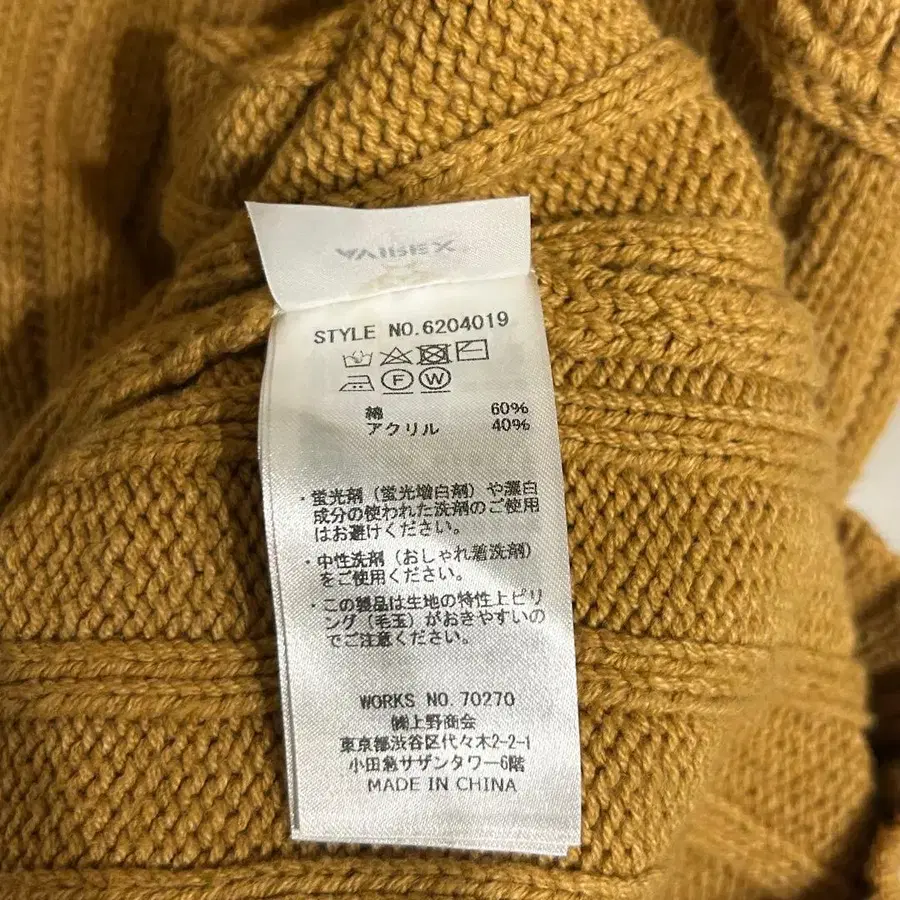 STYLE NO.6204019
F W
綿 60%
アクリル 40%
・蛍光剤（蛍光増白剤）や漂白
成分の使われた洗剤のご使用
はお避けください。
・中性洗剤（おしゃれ着洗剤）
をご使用ください。
・この製品は生地の特性上ピリ
ング（毛玉）がおきやすいの
でご注意ください。
WORKS NO.70270
㈱上野商会
東京都渋谷区代々木2-2-1
小田急サザンタワー6階
MADE IN CHINA